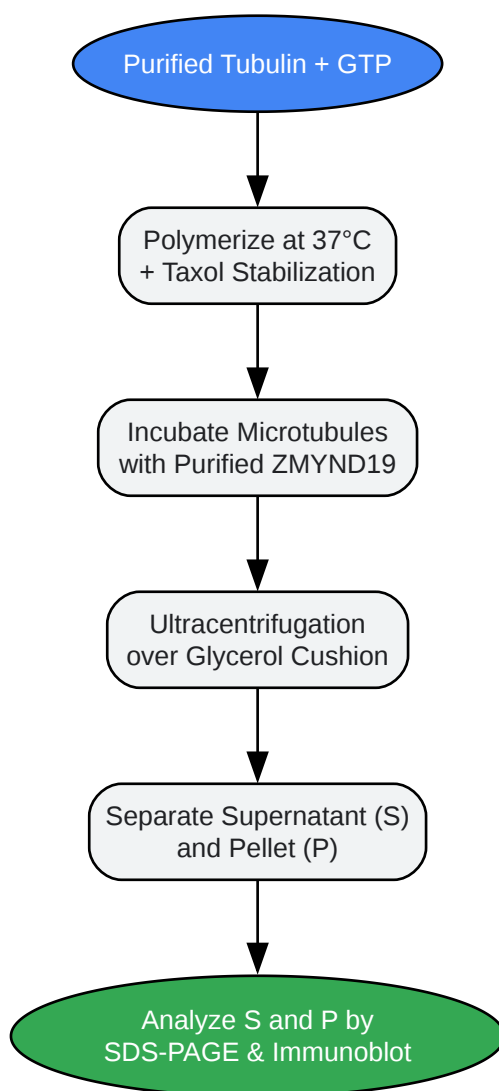 Purified Tubulin + GTP
Polymerize at 37°C
+ Taxol Stabilization
Incubate Microtubules
with Purified ZMYND19
Ultracentrifugation
over Glycerol Cushion
Separate Supernatant (S)
and Pellet (P)
Analyze S and P by
SDS-PAGE & Immunoblot